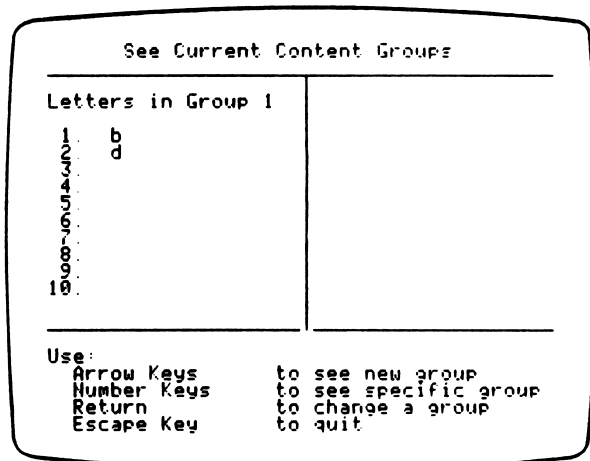 See Current Content Groups
Letters in Group 1
1. b
2. d
3.
4.
5.
6.
7.
8.
9.
10.
Use:
Arrow Keys to see new group
Number Keys to see specific group
Return to change a group
Escape Key to quit